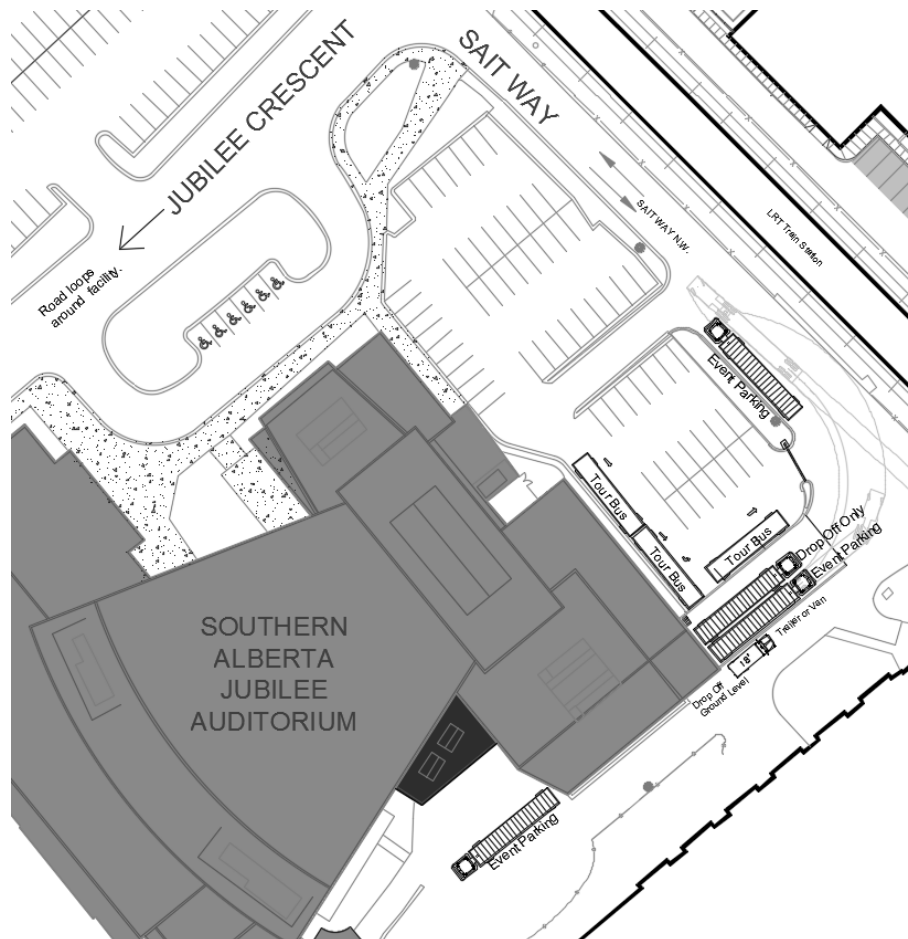 SAIT WAY
JUBILEE CRESCENT
SAIT WAY N.W.
LRT Train Station
Road loops
around facility.
Event Parking
Tour Bus
Tour Bus
Tour Bus
Drop Off Only
Event Parking
Trailer or Van
18'
Drop Off
Ground Level
SOUTHERN
ALBERTA
JUBILEE
AUDITORIUM
Event Parking